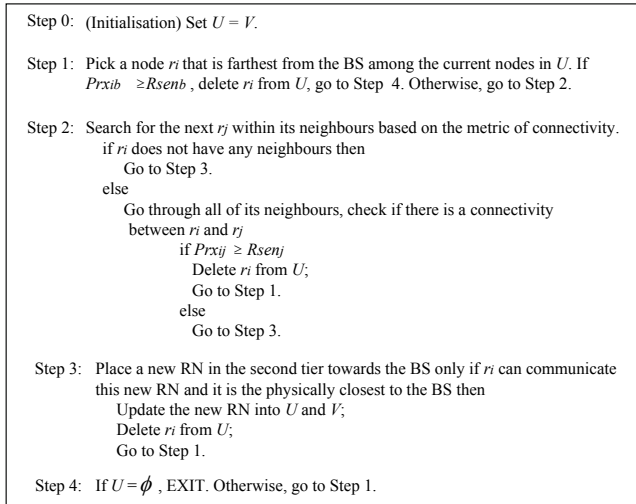 Step 0: (Initialisation) Set U = V.
Step 1: Pick a node ri that is farthest from the BS among the current nodes in U. If
Prxib ≥Rsenb , delete ri from U, go to Step 4. Otherwise, go to Step 2.
Step 2: Search for the next rj within its neighbours based on the metric of connectivity.
if ri does not have any neighbours then
Go to Step 3.
else
Go through all of its neighbours, check if there is a connectivity
between ri and rj
if Prxij ≥ Rsenj
Delete ri from U;
Go to Step 1.
else
Go to Step 3.
Step 3: Place a new RN in the second tier towards the BS only if ri can communicate
this new RN and it is the physically closest to the BS then
Update the new RN into U and V;
Delete ri from U;
Go to Step 1.
Step 4: If U = ϕ , EXIT. Otherwise, go to Step 1.